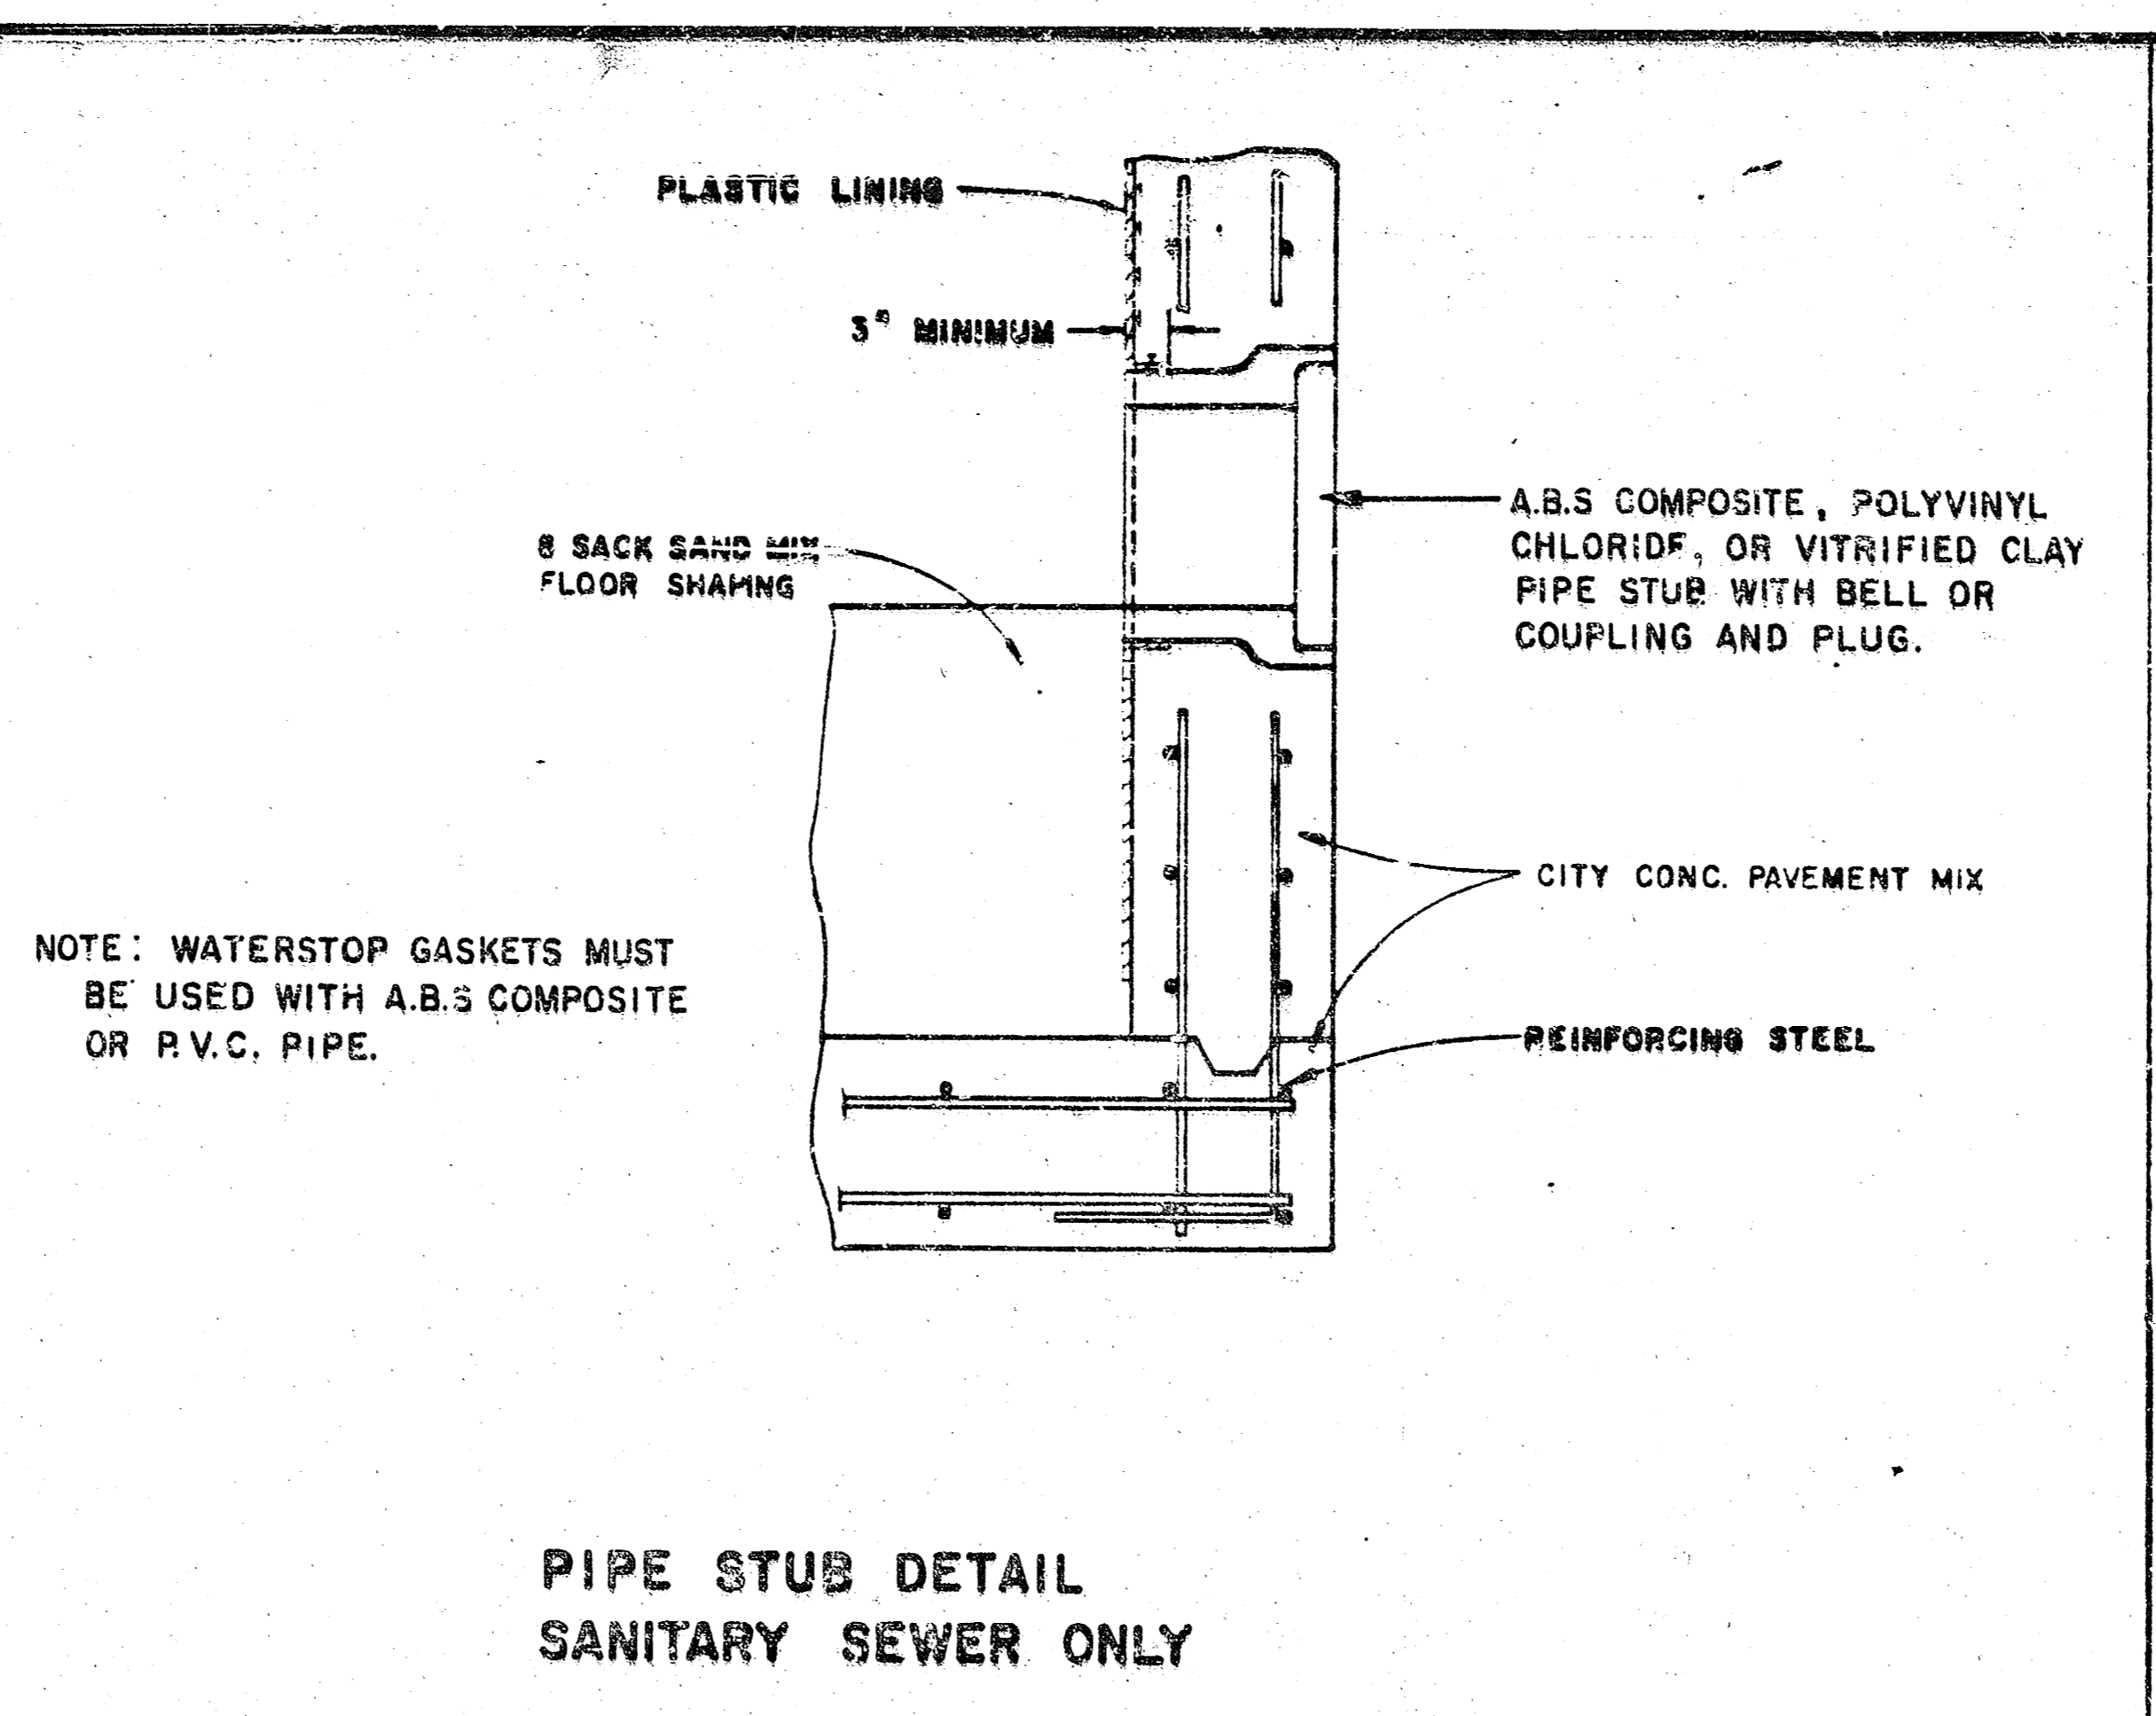 PLASTIC LINING
3" MINIMUM
A.B.S COMPOSITE, POLYVINYL
CHLORIDE, OR VITRIFIED CLAY
PIPE STUB WITH BELL OR
COUPLING AND PLUG.
8 SACK SAND MIX
FLOOR SHAPING
CITY CONC. PAVEMENT MIX
NOTE: WATERSTOP GASKETS MUST
BE USED WITH A.B.S COMPOSITE
OR P.V.C. PIPE.
REINFORCING STEEL
PIPE STUB DETAIL
SANITARY SEWER ONLY